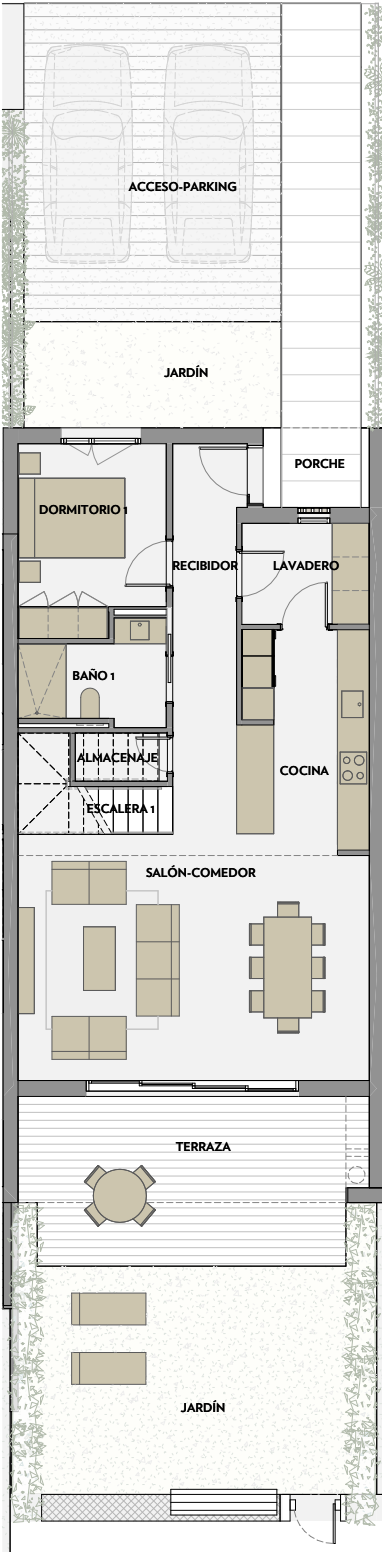 ACCESO-PARKING
JARDÍN
PORCHE
DORMITORIO 1
RECIBIDOR
LAVADERO
BAÑO 1
ALMACENAJE
COCINA
ESCALERA 1
SALÓN-COMEDOR
TERRAZA
JARDÍN